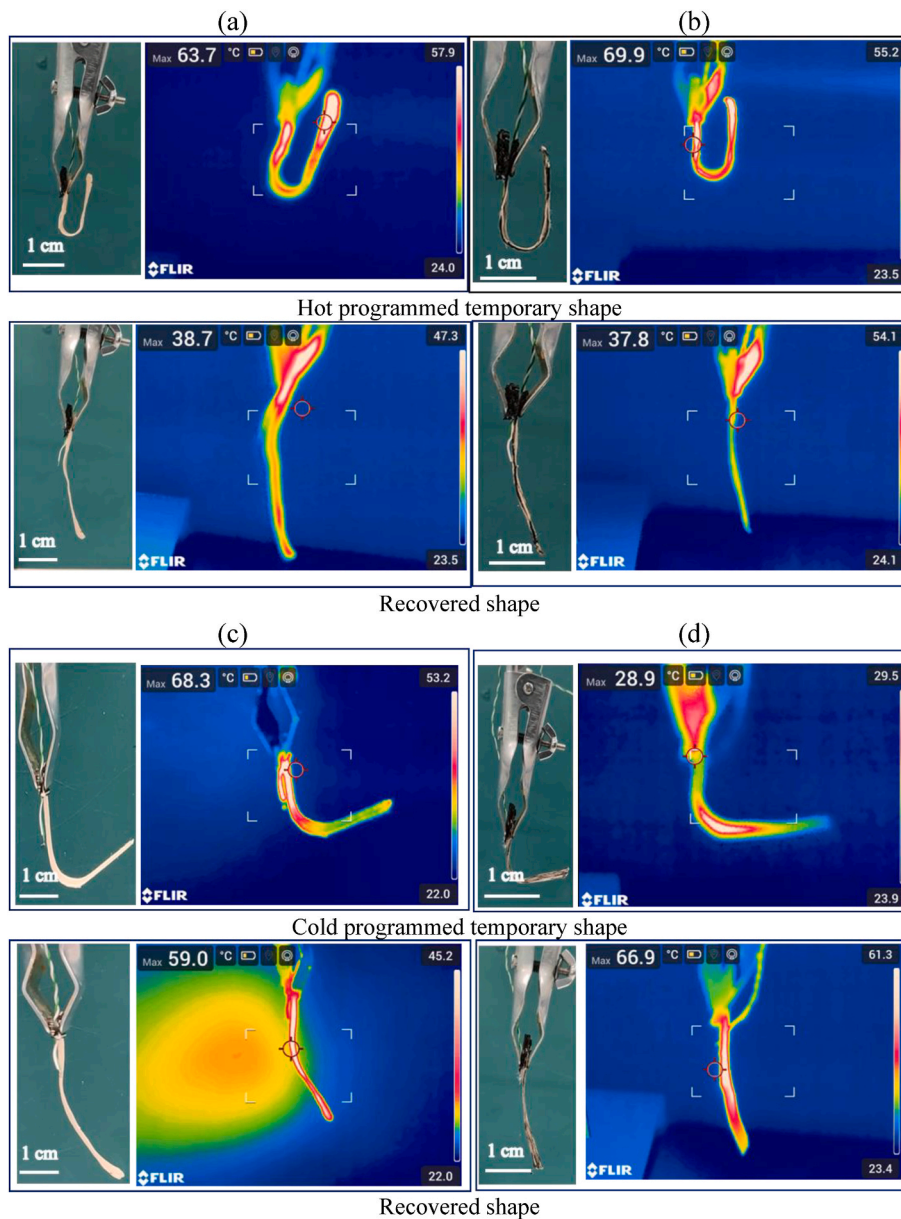 (a) (b)
Max 63.7 °C 57.9
1 cm
FLIR 24.0
Max 69.9 °C 55.2
1 cm
FLIR 23.5
Hot programmed temporary shape
Max 38.7 °C 47.3
1 cm
FLIR 23.5
Max 37.8 °C 54.1
1 cm
FLIR 24.1
Recovered shape
(c) (d)
Max 68.3 °C 53.2
1 cm
FLIR 22.0
Max 28.9 °C 29.5
1 cm
FLIR 23.9
Cold programmed temporary shape
Max 59.0 °C 45.2
1 cm
FLIR 22.0
Max 66.9 °C 61.3
1 cm
FLIR 23.4
Recovered shape